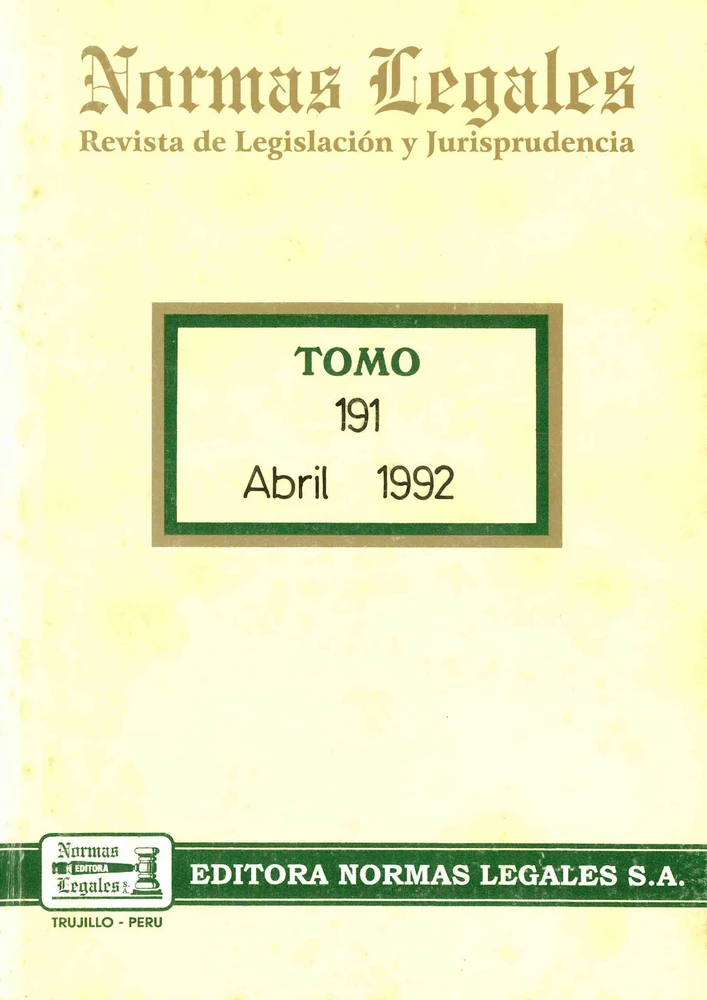 Normas Legales
Revista de Legislación y Jurisprudencia
TOMO
191
Abril 1992
Normas
EDITORA
Legales S.A.
EDITORA NORMAS LEGALES S.A.
TRUJILLO - PERU